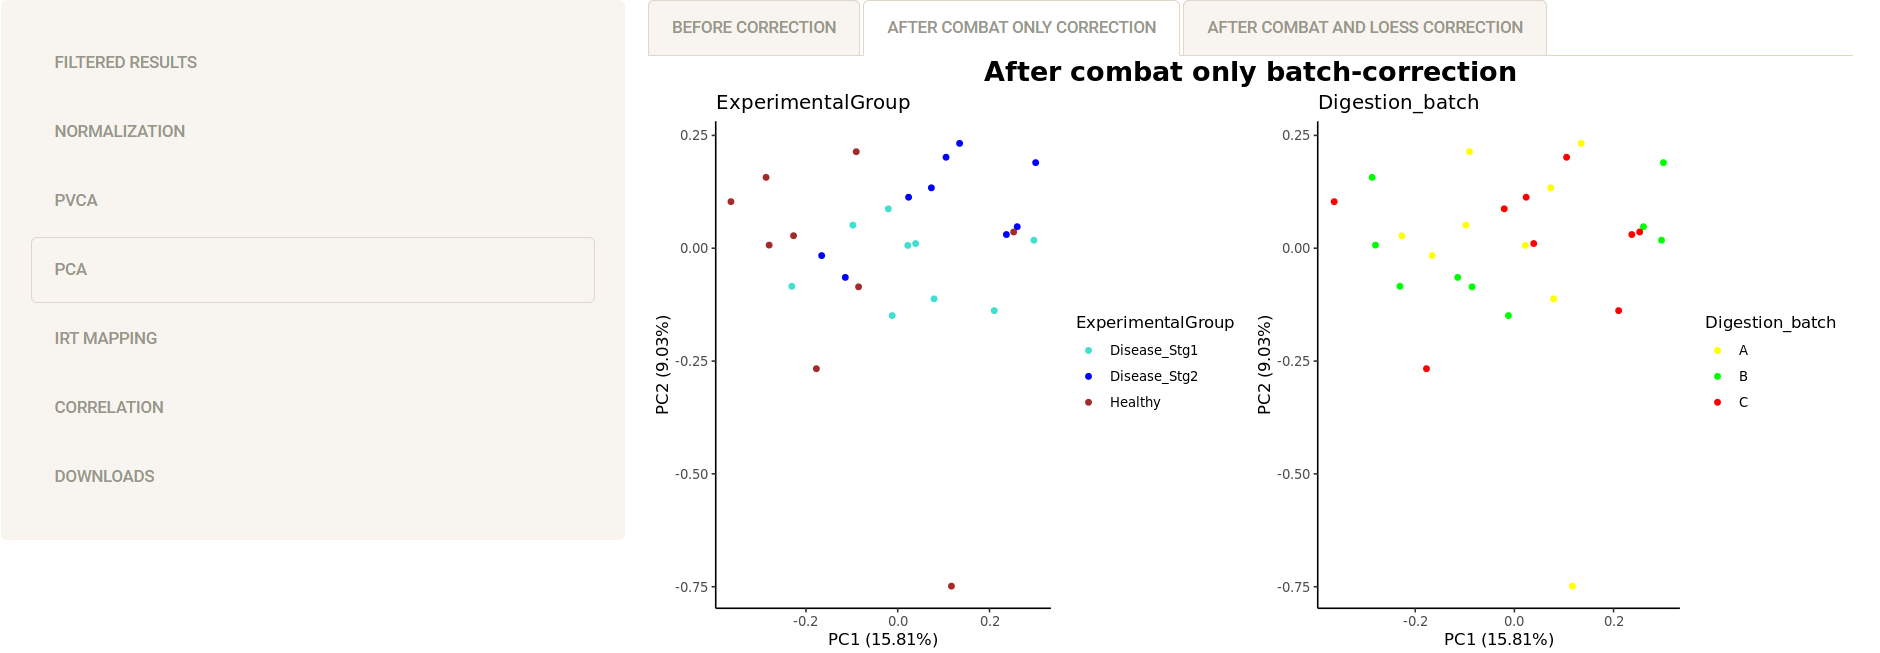 FILTERED RESULTS
NORMALIZATION
PVCA
PCA
IRT MAPPING
CORRELATION
DOWNLOADS
BEFORE CORRECTION
AFTER COMBAT ONLY CORRECTION
AFTER COMBAT AND LOESS CORRECTION
After combat only batch-correction
ExperimentalGroup
0.25
0.00
-0.25
-0.50
-0.75
PC2 (9.03%)
-0.2
0.0
0.2
PC1 (15.81%)
ExperimentalGroup
Disease_Stg1
Disease_Stg2
Healthy
Digestion_batch
0.25
0.00
-0.25
-0.50
-0.75
PC2 (9.03%)
-0.2
0.0
0.2
PC1 (15.81%)
Digestion_batch
A
B
C